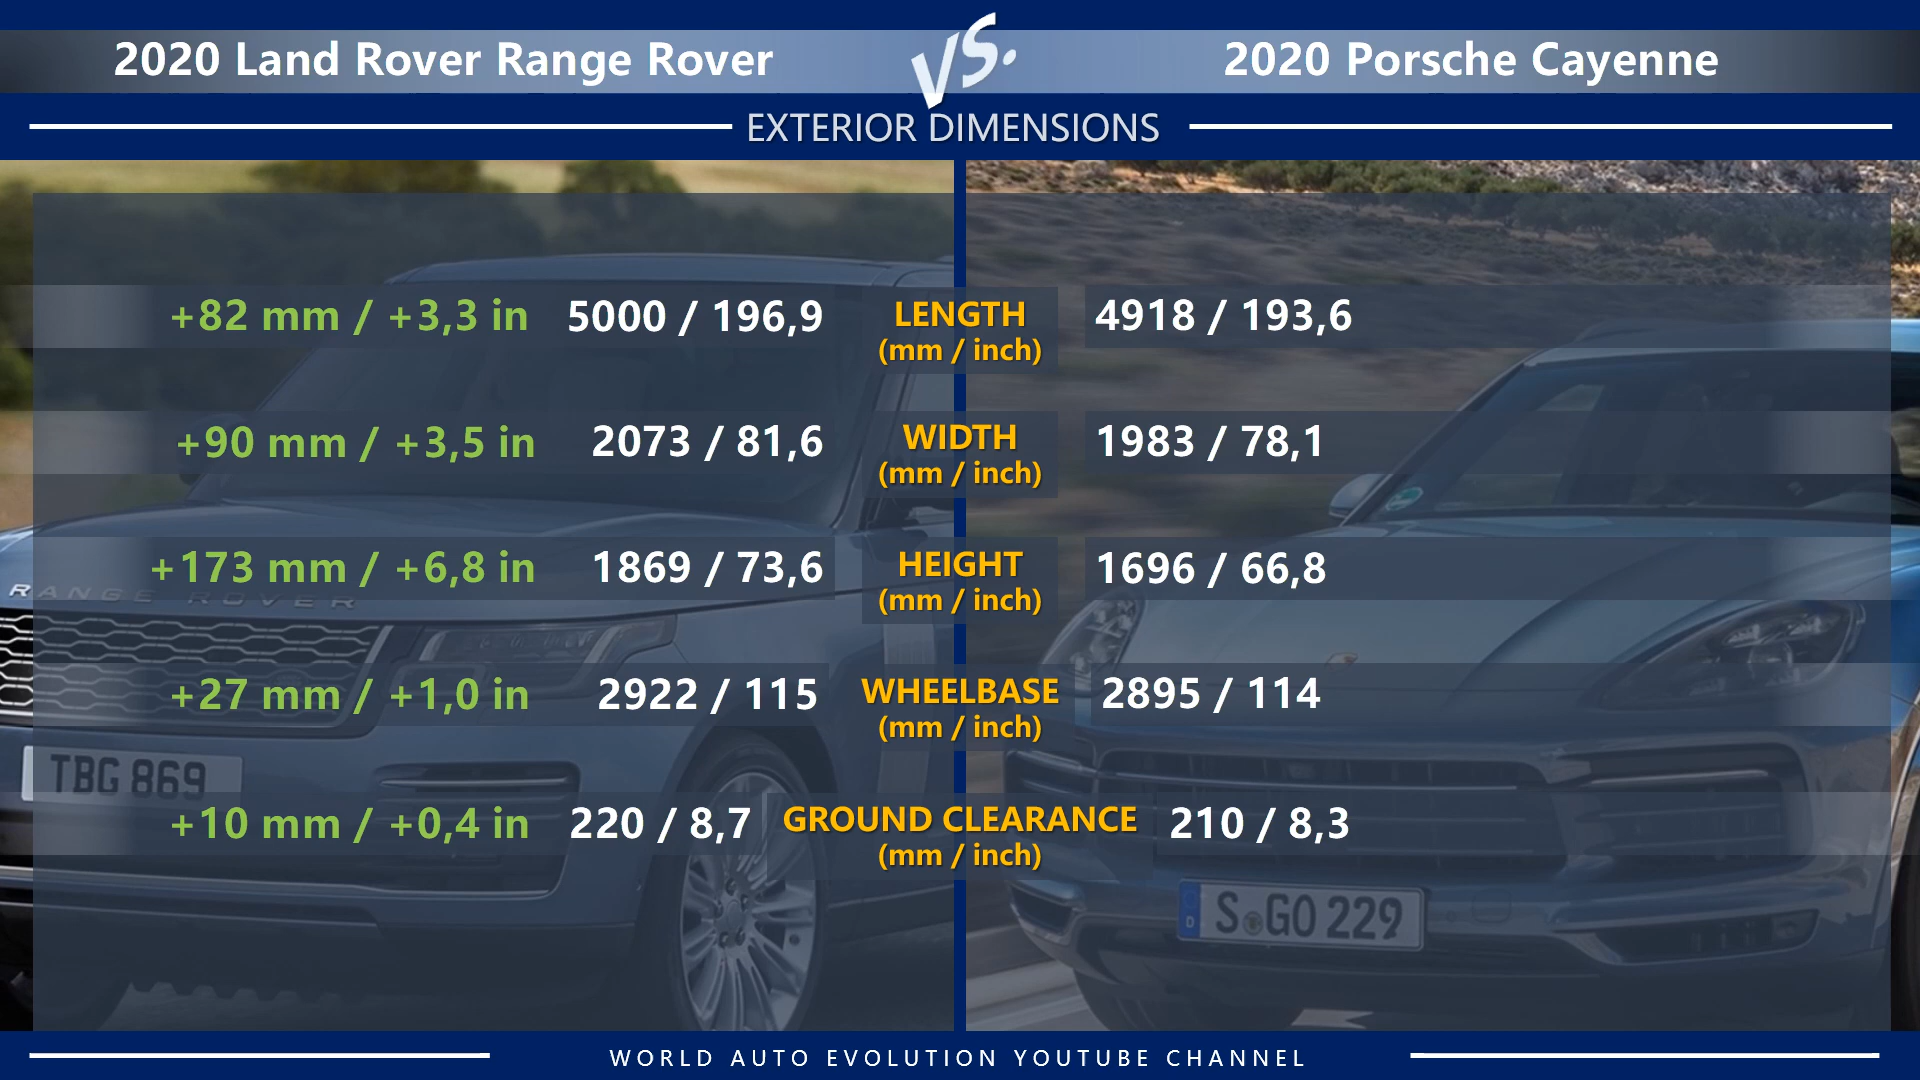 2020 Land Rover Range Rover VS. 2020 Porsche Cayenne
EXTERIOR DIMENSIONS
+82 mm / +3,3 in 5000 / 196,9 LENGTH 4918 / 193,6
(mm / inch)
+90 mm / +3,5 in 2073 / 81,6 WIDTH 1983 / 78,1
(mm / inch)
+173 mm / +6,8 in 1869 / 73,6 HEIGHT 1696 / 66,8
(mm / inch)
RANGE ROVER
+27 mm / +1,0 in 2922 / 115 WHEELBASE 2895 / 114
(mm / inch)
TBG 869
+10 mm / +0,4 in 220 / 8,7 GROUND CLEARANCE 210 / 8,3
(mm / inch)
D S GO 229
WORLD AUTO EVOLUTION YOUTUBE CHANNEL